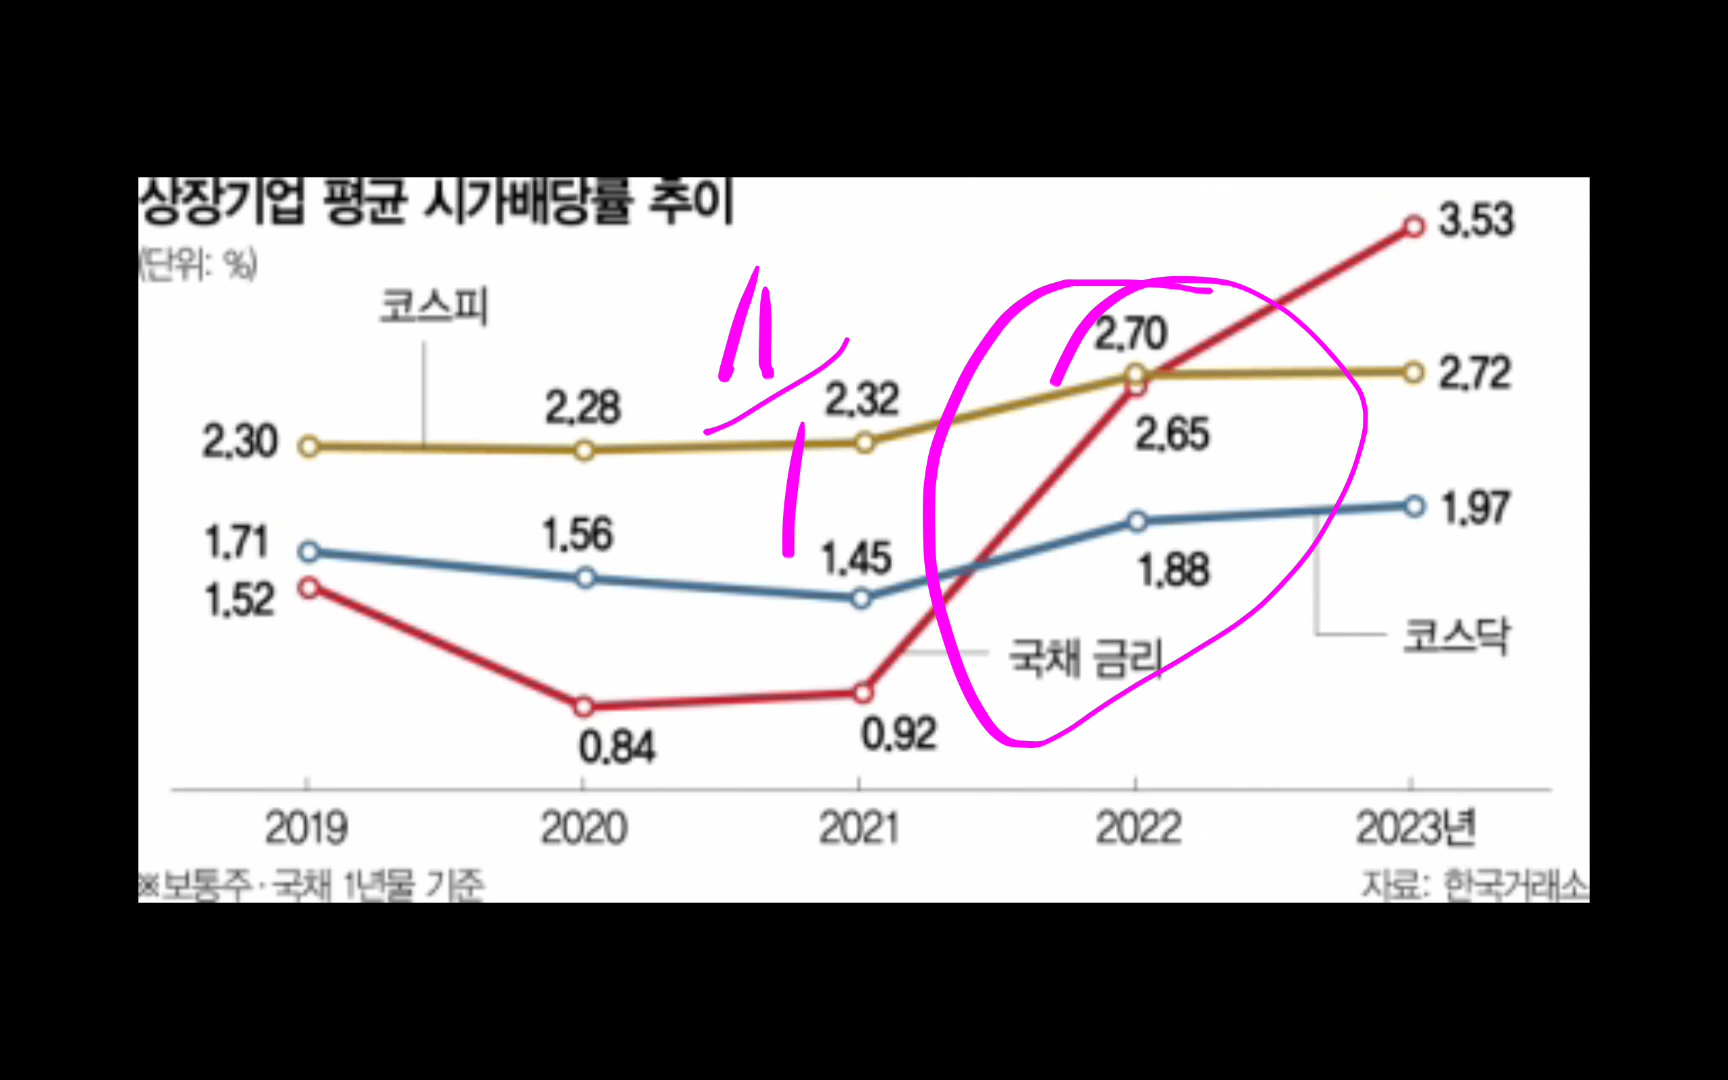 상장기업 평균 시가배당률 추이
(단위: %)
코스피
3.53
2.70
2.72
2.32
2.28
2.30
2.65
1.97
1.71
1.56
1.45
1.88
1.52
국채 금리
코스닥
0.84
0.92
2019 2020 2021 2022 2023년
※보통주·국채 1년물 기준
자료: 한국거래소